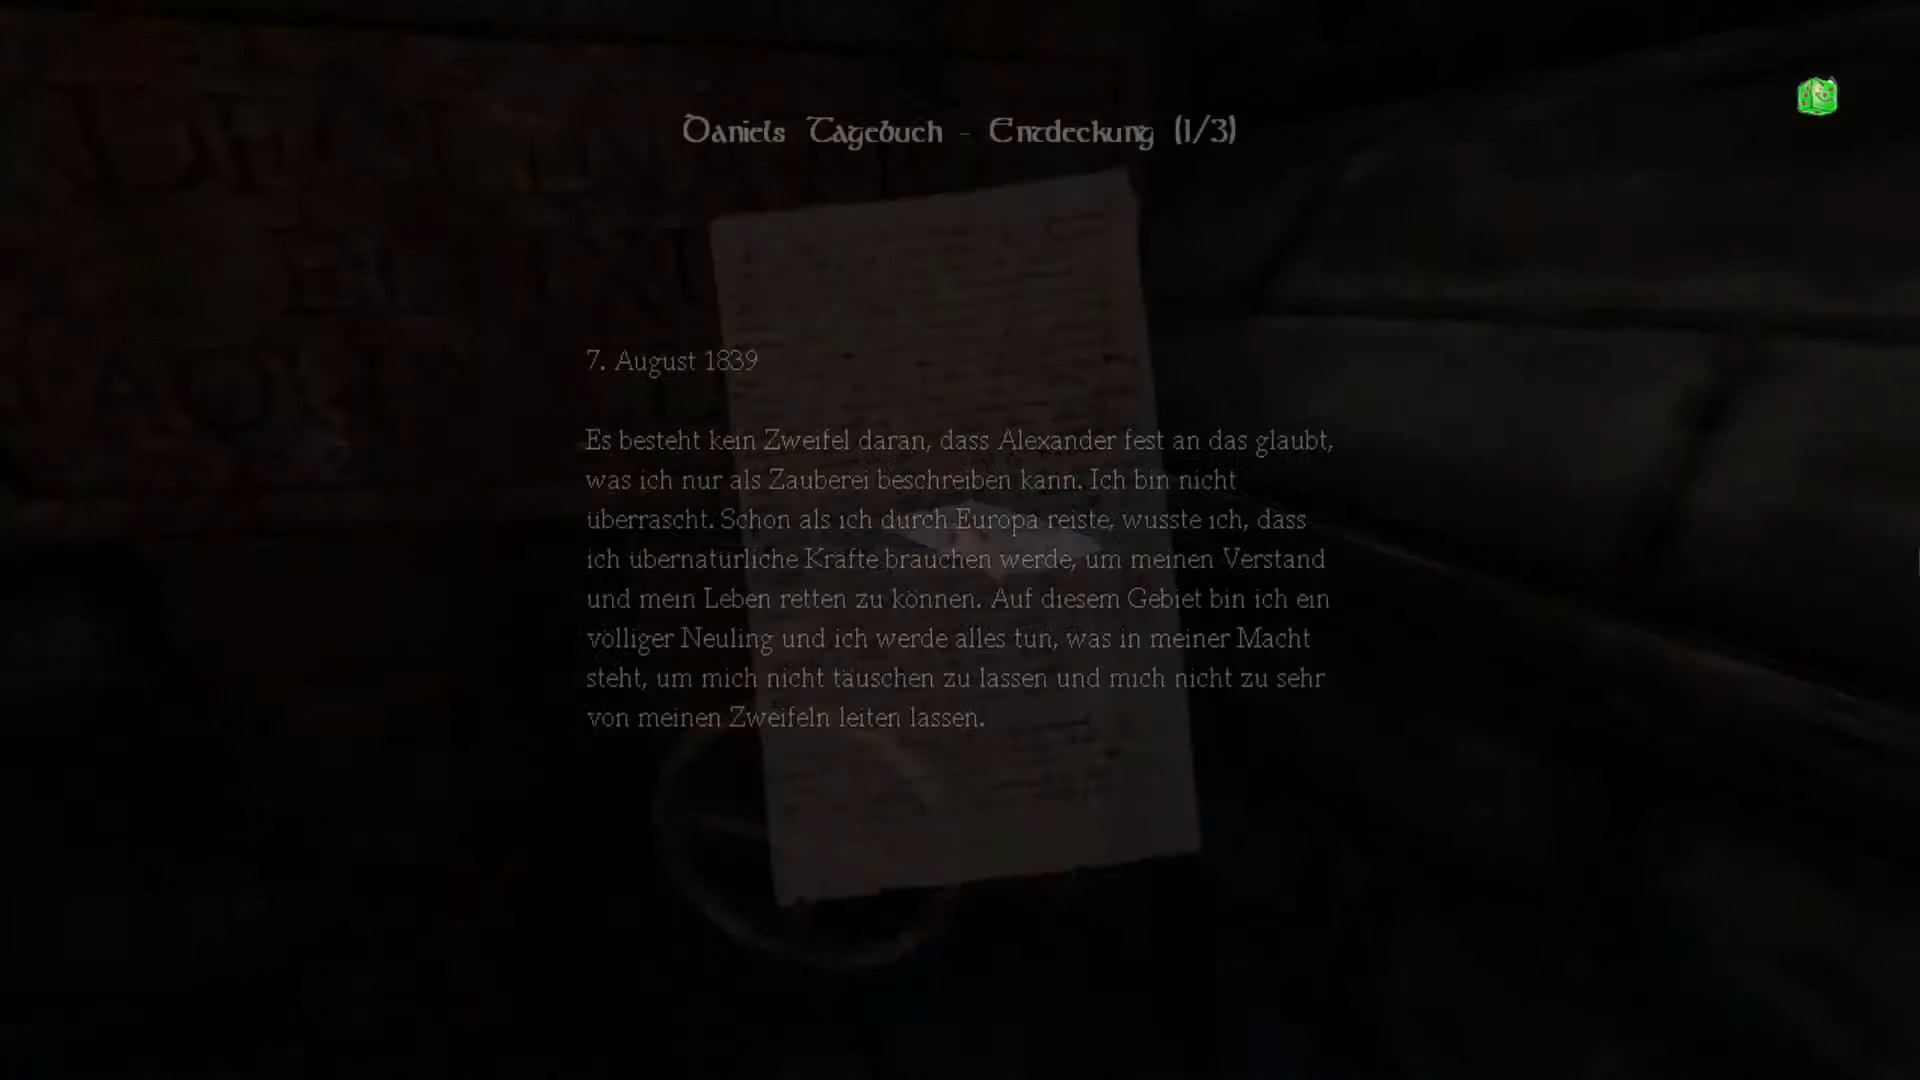 Daniels Tagebuch - Entdeckung (1/3)
7. August 1839
Es besteht kein Zweifel daran, dass Alexander fest an das glaubt,
was ich nur als Zauberei beschreiben kann. Ich bin nicht
überrascht. Schon als ich durch Europa reiste, wusste ich, dass
ich übernatürliche Kräfte brauchen werde, um meinen Verstand
und mein Leben retten zu können. Auf diesem Gebiet bin ich ein
völliger Neuling und ich werde alles tun, was in meiner Macht
steht, um mich nicht täuschen zu lassen und mich nicht zu sehr
von meinen Zweifeln leiten lassen.